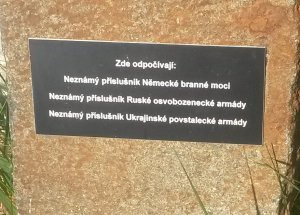 Zde odpočívají:
Neznámý příslušník Německé branné moci
Neznámý příslušník Ruské osvobozenecké armády
Neznámý příslušník Ukrajinské povstalecké armády